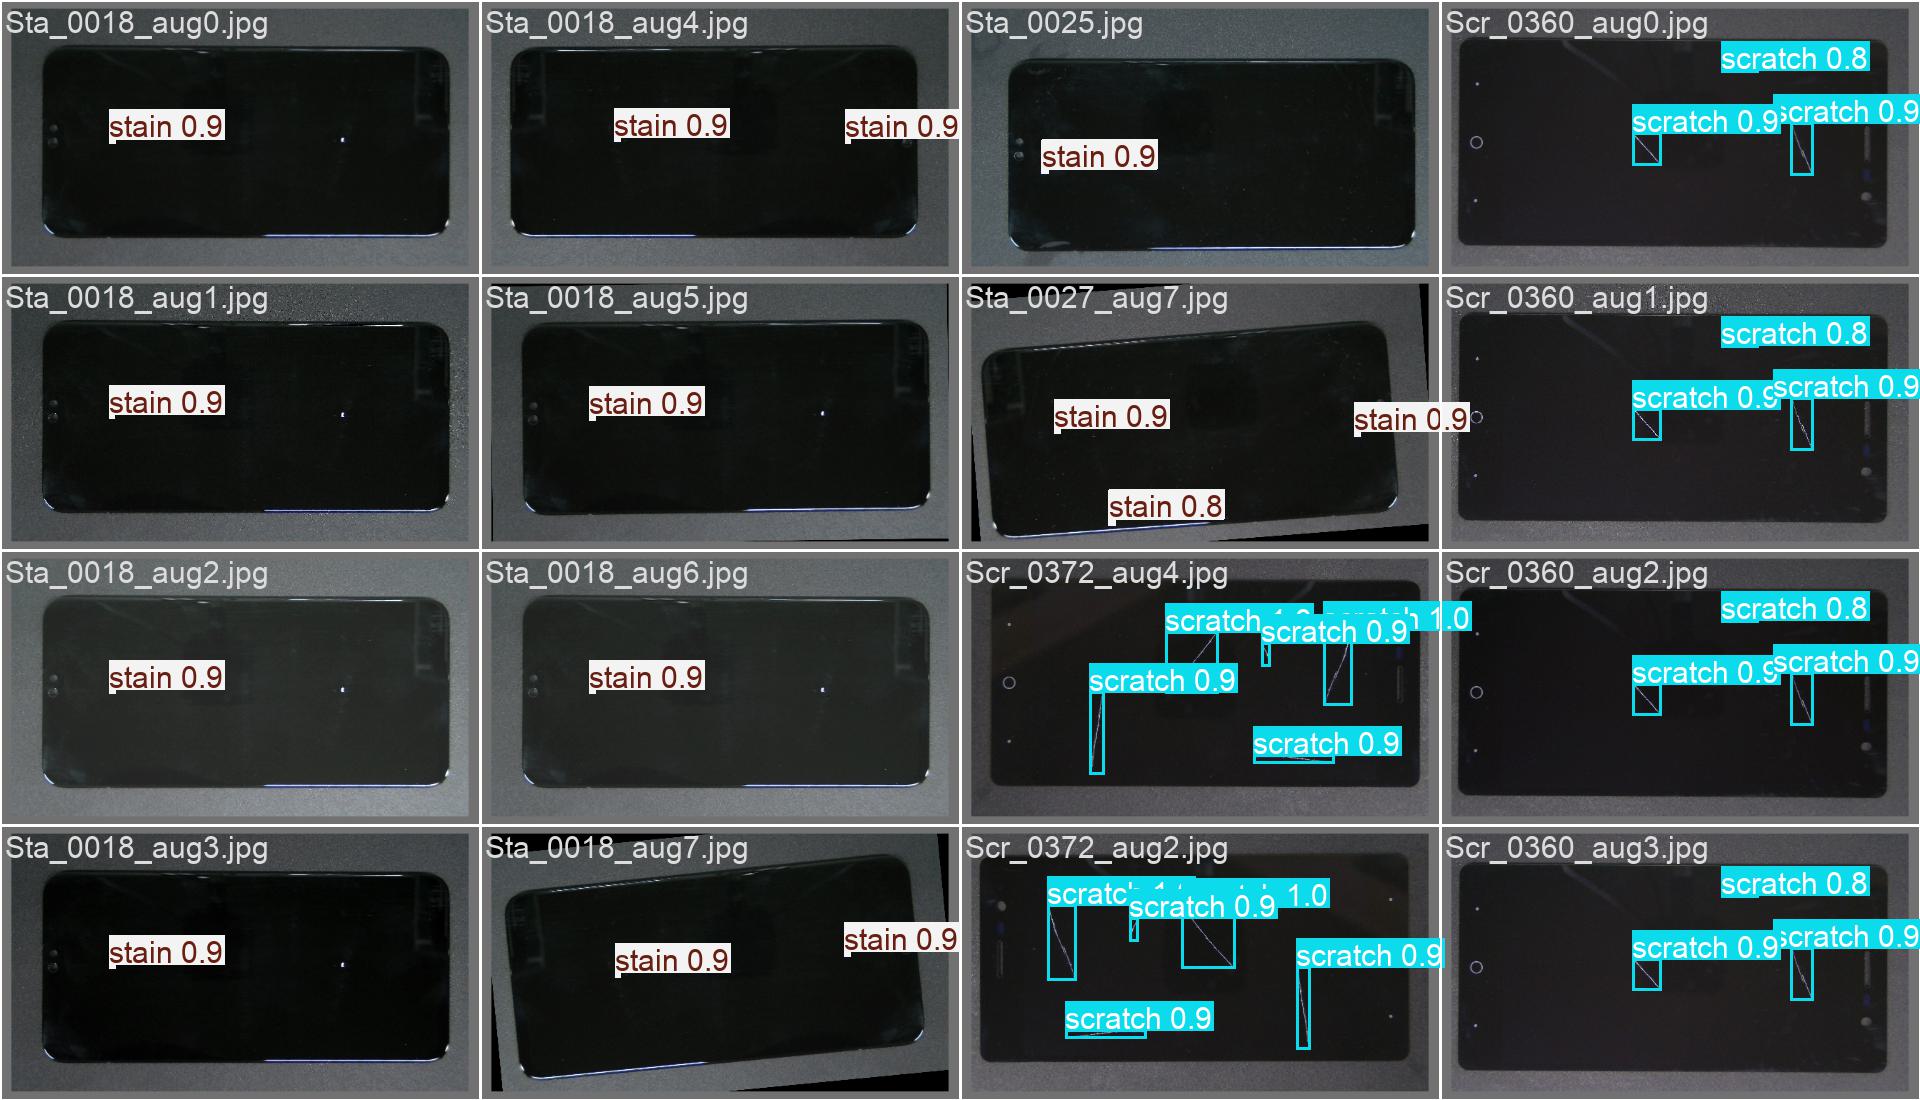 Sta_0018_aug0.jpg
stain 0.9
Sta_0018_aug4.jpg
stain 0.9
stain 0.9
Sta_0025.jpg
stain 0.9
Scr_0360_aug0.jpg
scratch 0.8
scratch 0.9
scratch 0.9
Sta_0018_aug1.jpg
stain 0.9
Sta_0018_aug5.jpg
stain 0.9
Sta_0027_aug7.jpg
stain 0.9
stain 0.9
stain 0.8
Scr_0360_aug1.jpg
scratch 0.8
scratch 0.9
scratch 0.9
Sta_0018_aug2.jpg
stain 0.9
Sta_0018_aug6.jpg
stain 0.9
Scr_0372_aug4.jpg
scratch
1.0
scratch 0.9
scratch 0.9
scratch 0.9
Scr_0360_aug2.jpg
scratch 0.8
scratch 0.9
scratch 0.9
Sta_0018_aug3.jpg
stain 0.9
Sta_0018_aug7.jpg
stain 0.9
stain 0.9
Scr_0372_aug2.jpg
1.0
scratch 0.9
scratch 0.9
scratch 0.9
Scr_0360_aug3.jpg
scratch 0.8
scratch 0.9
scratch 0.9